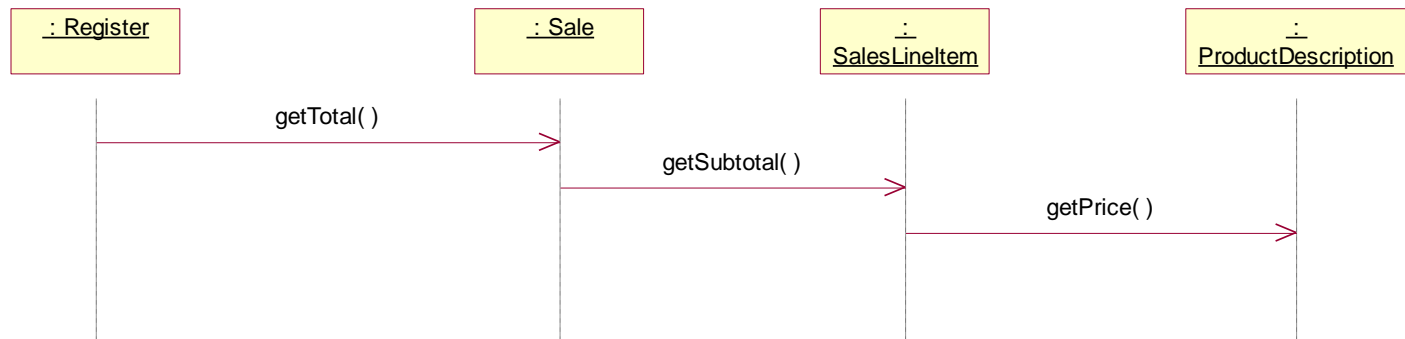 : Register
: Sale
:
SalesLineItem
:
ProductDescription
getTotal( )
getSubtotal( )
getPrice( )